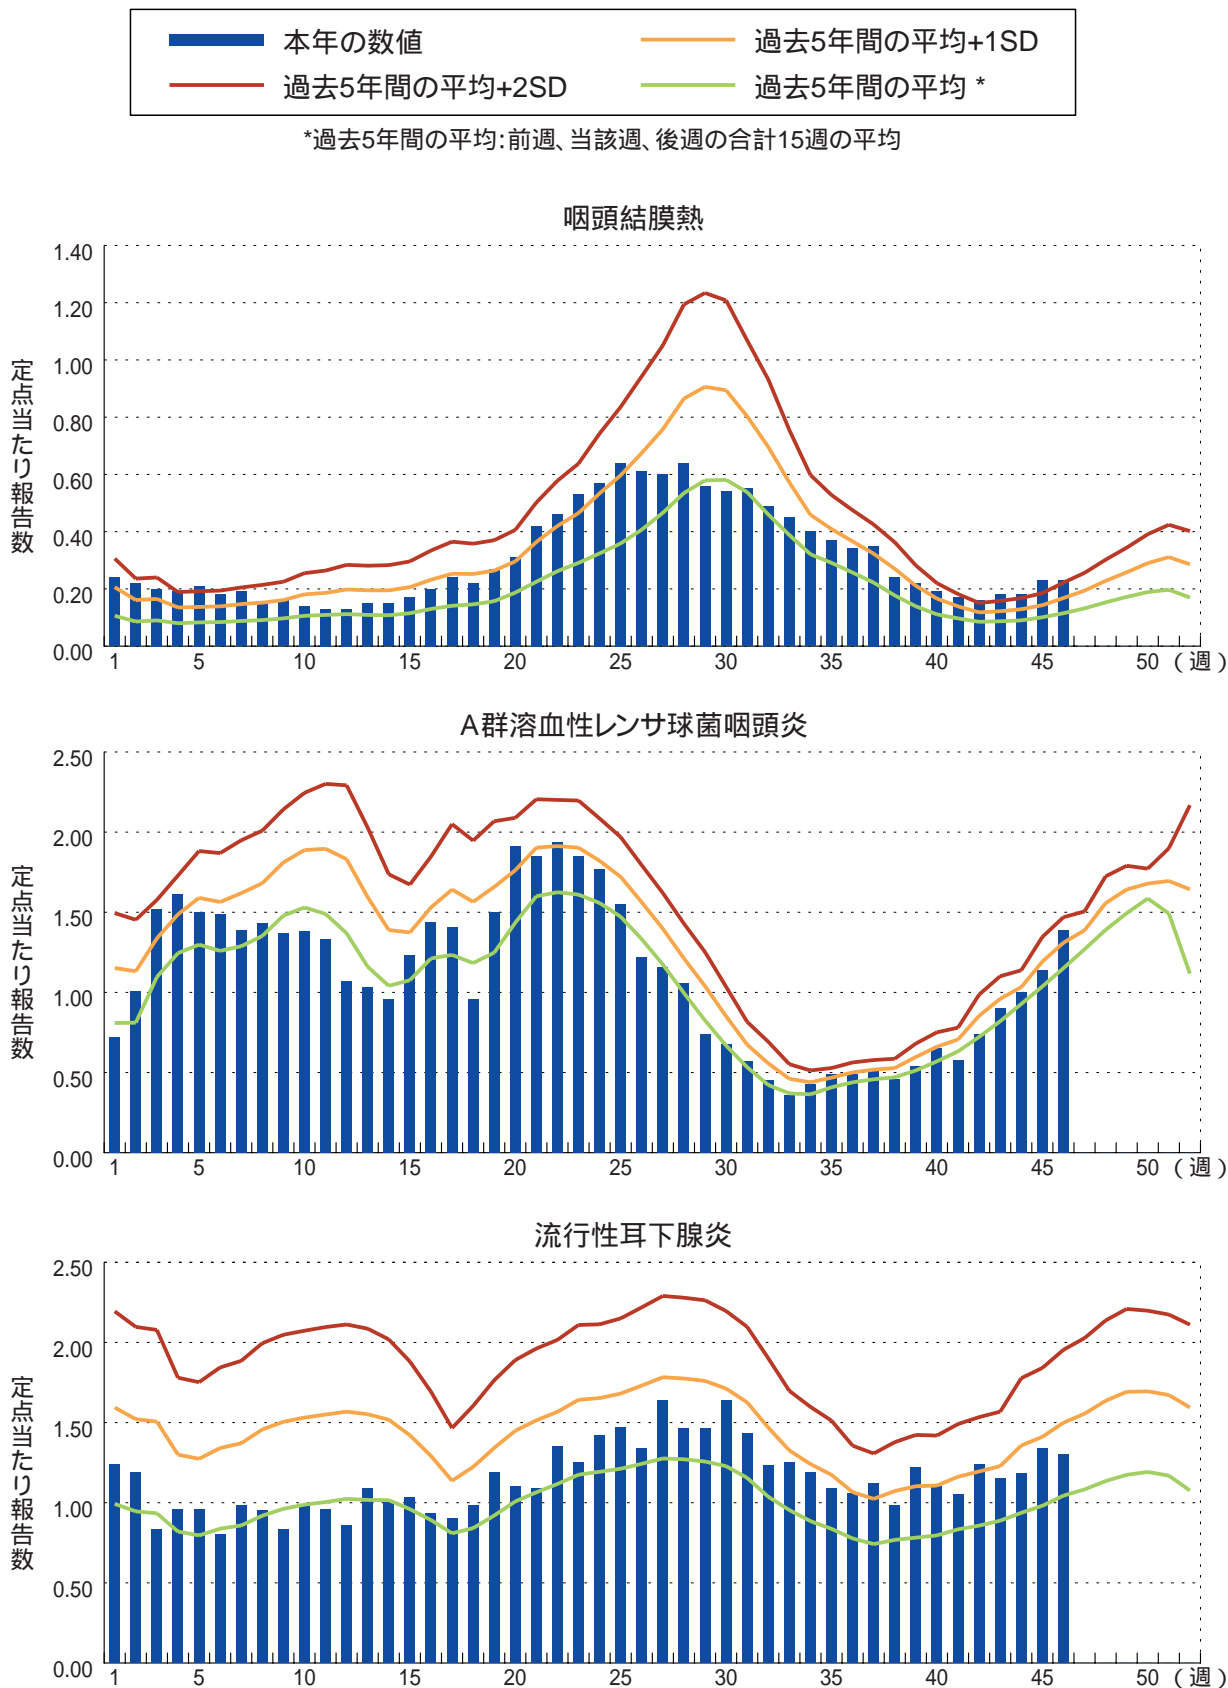 本年の数値
過去5年間の平均+1SD
過去5年間の平均+2SD
過去5年間の平均 *
*過去5年間の平均:前週、当該週、後週の合計15週の平均
咽頭結膜熱
定点当たり報告数
1.40
1.20
1.00
0.80
0.60
0.40
0.20
0.00
1 5 10 15 20 25 30 35 40 45 50 (週)
A群溶血性レンサ球菌咽頭炎
定点当たり報告数
2.50
2.00
1.50
1.00
0.50
0.00
1 5 10 15 20 25 30 35 40 45 50 (週)
流行性耳下腺炎
定点当たり報告数
2.50
2.00
1.50
1.00
0.50
0.00
1 5 10 15 20 25 30 35 40 45 50 (週)